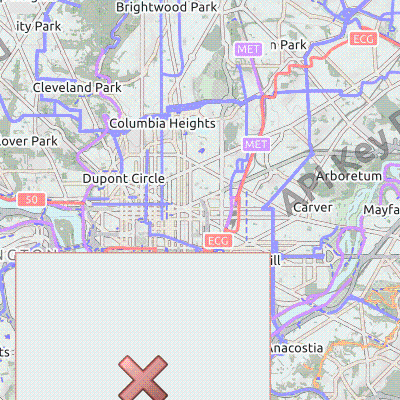 Brightwood Park
ity Park
MET
n Park
ECG
Cleveland Park
Columbia Heights
over Park
MET
API Key
Dupont Circle
Arboretum
50
Carver
Mayfa
ECG
ill
Anacostia
ts